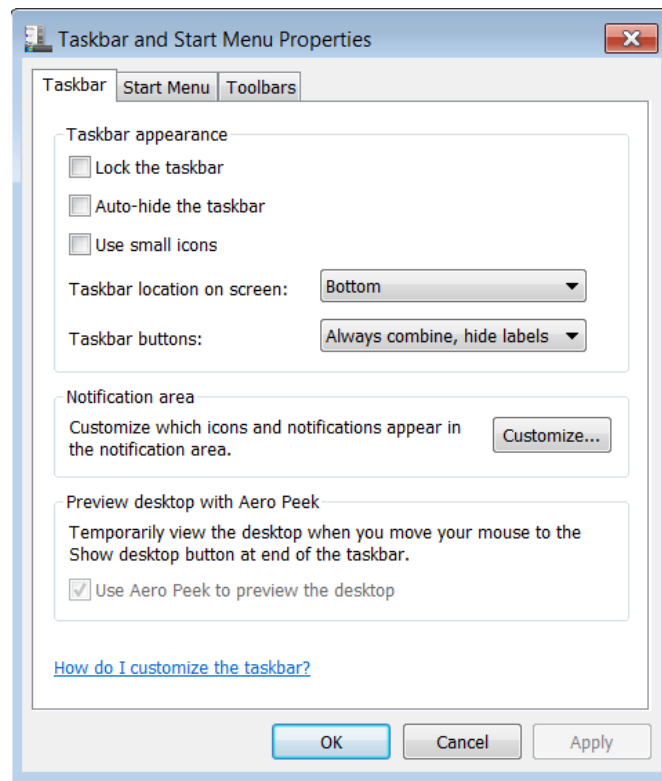 Taskbar and Start Menu Properties
Taskbar
Start Menu
Toolbars
Taskbar appearance
Lock the taskbar
Auto-hide the taskbar
Use small icons
Taskbar location on screen:
Bottom
Taskbar buttons:
Always combine, hide labels
Notification area
Customize which icons and notifications appear in
the notification area.
Customize...
Preview desktop with Aero Peek
Temporarily view the desktop when you move your mouse to the
Show desktop button at end of the taskbar.
Use Aero Peek to preview the desktop
How do I customize the taskbar?
OK
Cancel
Apply